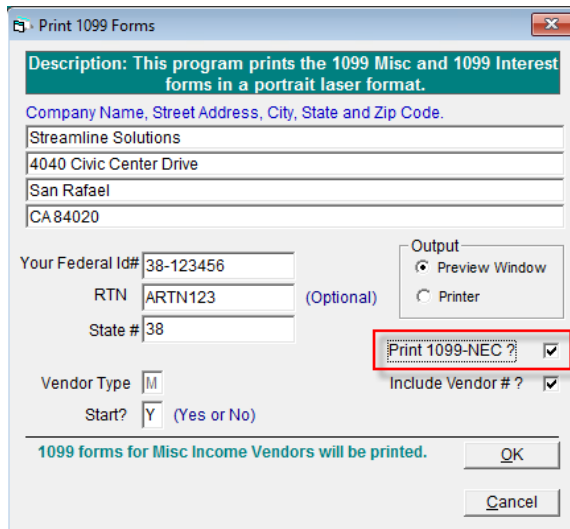 Print 1099 Forms
Description: This program prints the 1099 Misc and 1099 Interest
forms in a portrait laser format.
Company Name, Street Address, City, State and Zip Code.
Streamline Solutions
4040 Civic Center Drive
San Rafael
CA 84020
Output
Your Federal Id# 38-123456
Preview Window
RTN ARTN123 (Optional)
Printer
State # 38
Print 1099-NEC ?
Vendor Type M
Include Vendor # ?
Start? Y (Yes or No)
1099 forms for Misc Income Vendors will be printed.
OK
Cancel